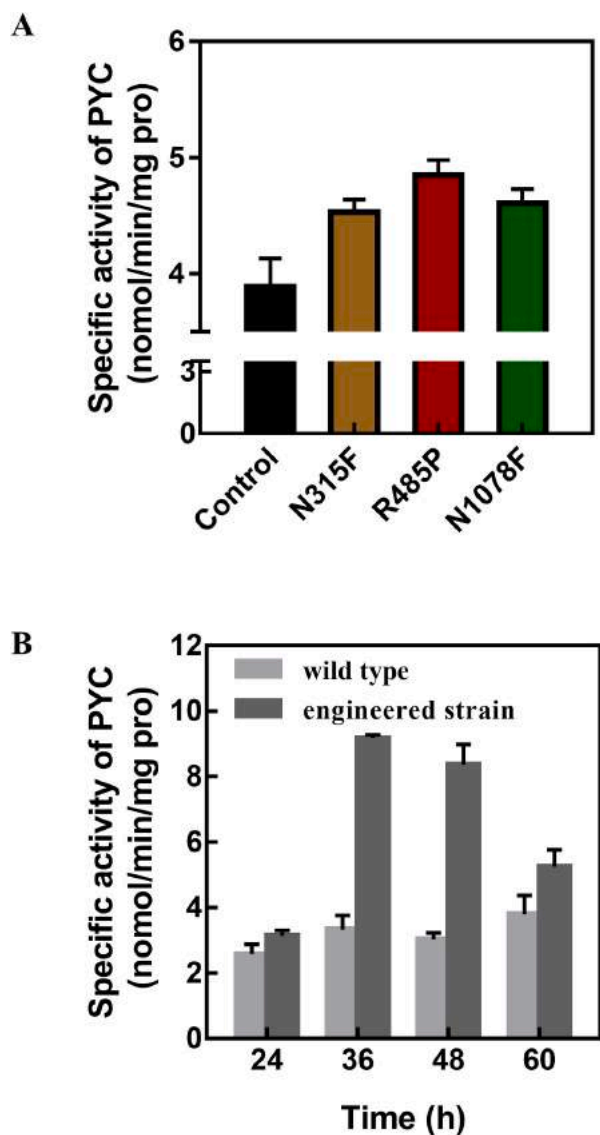 A
Specific activity of PYC
(nomol/min/mg pro)
6
5
4
3
0
Control
N315F
R485P
N1078F
B
Specific activity of PYC
(nomol/min/mg pro)
12
10
8
6
4
2
0
wild type
engineered strain
24 36 48 60
Time (h)